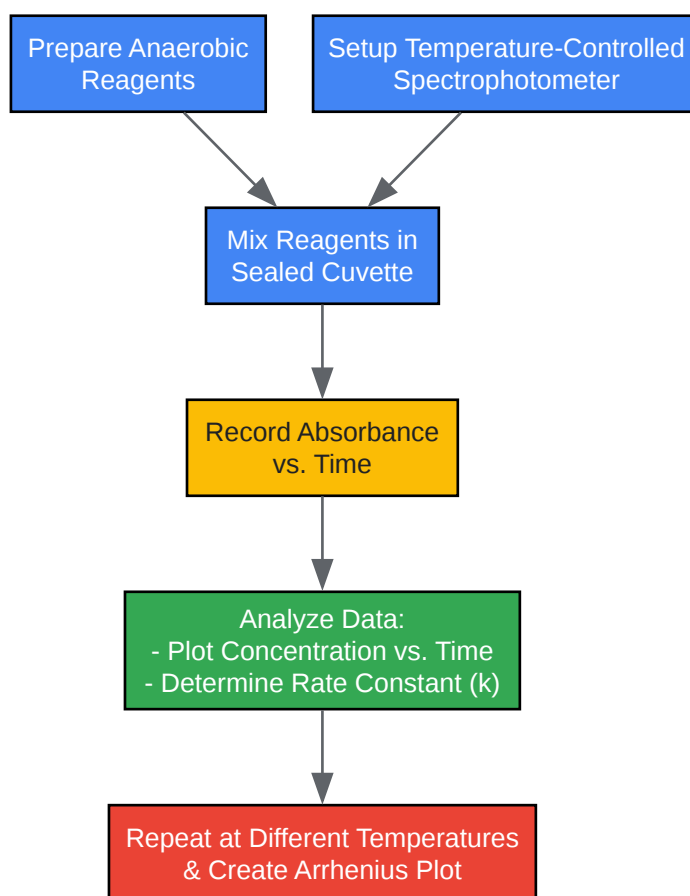 Prepare Anaerobic
Reagents
Setup Temperature-Controlled
Spectrophotometer
Mix Reagents in
Sealed Cuvette
Record Absorbance
vs. Time
Analyze Data:
- Plot Concentration vs. Time
- Determine Rate Constant (k)
Repeat at Different Temperatures
& Create Arrhenius Plot